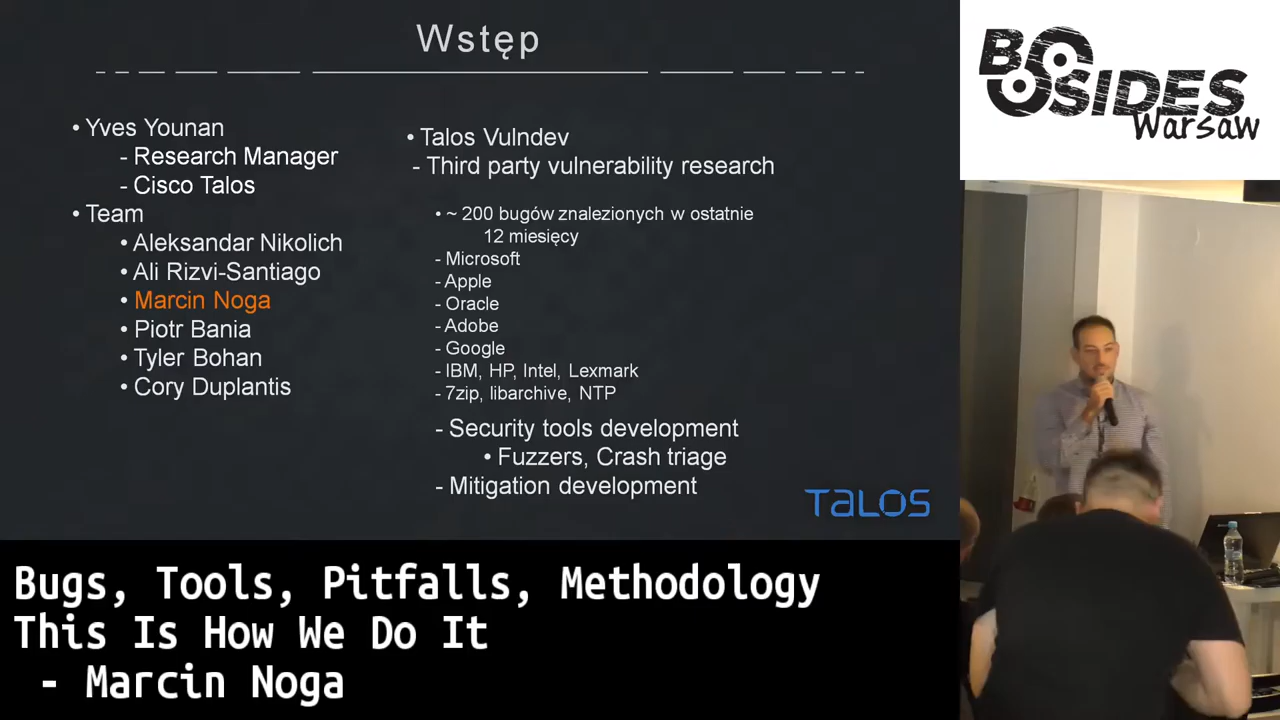 Wstęp
• Yves Younan
- Research Manager
- Cisco Talos
• Team
• Aleksandar Nikolich
• Ali Rizvi-Santiago
• Marcin Noga
• Piotr Bania
• Tyler Bohan
• Cory Duplantis
• Talos Vulndev
- Third party vulnerability research
• ~ 200 bugów znalezionych w ostatnie
12 miesięcy
- Microsoft
- Apple
- Oracle
- Adobe
- Google
- IBM, HP, Intel, Lexmark
- 7zip, libarchive, NTP
- Security tools development
• Fuzzers, Crash triage
- Mitigation development
TALOS
BSIDES
Warsaw
Bugs, Tools, Pitfalls, Methodology
This Is How We Do It
- Marcin Noga